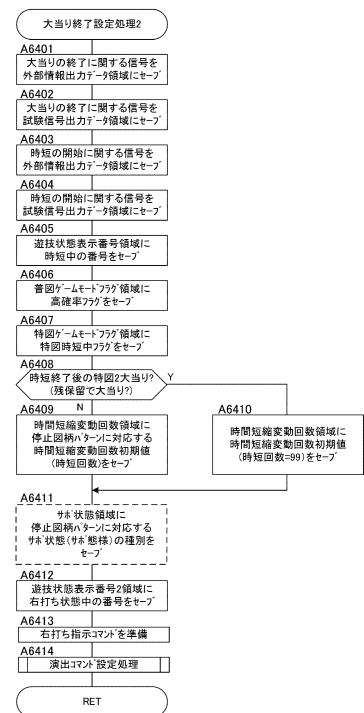 大当り終了設定処理2
A6401
大当りの終了に関する信号を
外部情報出力データ領域にセーブ
A6402
大当りの終了に関する信号を
試験信号出力データ領域にセーブ
A6403
時短の開始に関する信号を
外部情報出力データ領域にセーブ
A6404
時短の開始に関する信号を
試験信号出力データ領域にセーブ
A6405
遊技状態表示番号領域に
時短中の番号をセーブ
A6406
普図ゲームモードフラグ領域に
高確率フラグをセーブ
A6407
特図ゲームモードフラグ領域に
特図時短中フラグをセーブ
A6408
時短終了後の特図2大当り?
(残保留で大当り?)
Y
N
A6409
時間短縮変動回数領域に
停止図柄パターンに対応する
時間短縮変動回数初期値
(時短回数)をセーブ
A6410
時間短縮変動回数領域に
時間短縮変動回数初期値
(時短回数=99)をセーブ
A6411
サポ状態領域に
停止図柄パターンに対応する
サポ状態(サポ態様)の種別を
セーブ
A6412
遊技状態表示番号2領域に
右打ち状態中の番号をセーブ
A6413
右打ち指示コマンドを準備
A6414
演出コマンド設定処理
RET